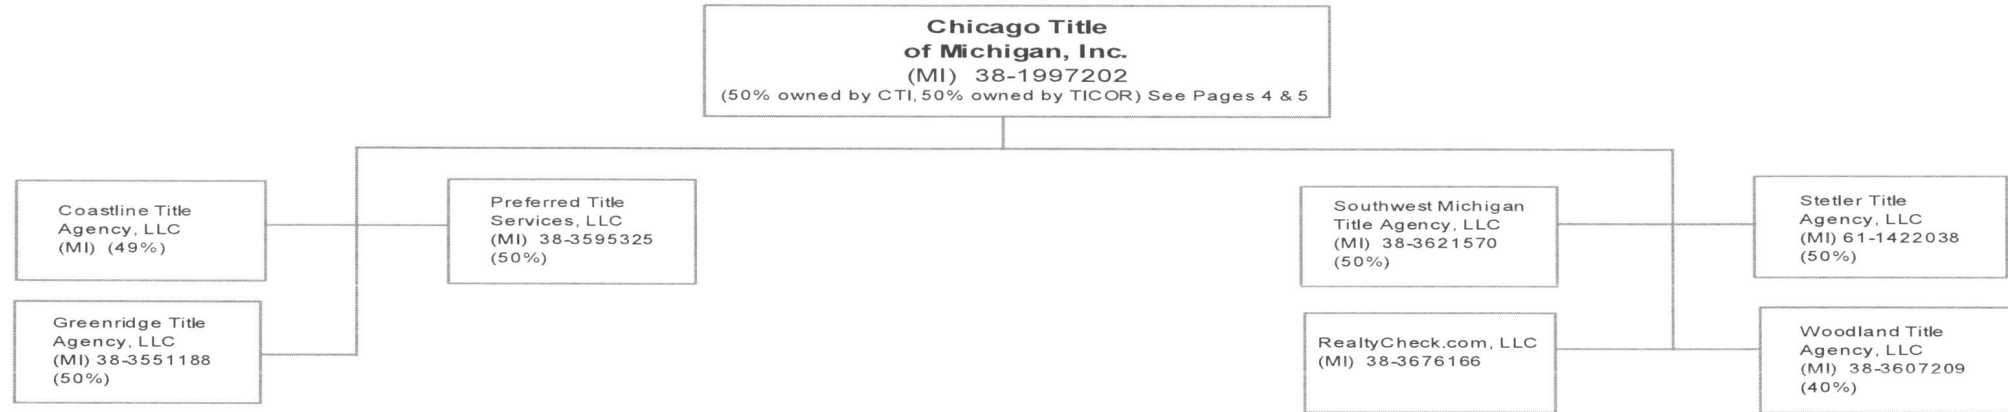 Chicago Title
of Michigan, Inc.
(MI) 38-1997202
(50% owned by CTI, 50% owned by TICOR) See Pages 4 & 5
Coastline Title
Agency, LLC
(MI) (49%)
Preferred Title
Services, LLC
(MI) 38-3595325
(50%)
Southwest Michigan
Title Agency, LLC
(MI) 38-3621570
(50%)
Stetler Title
Agency, LLC
(MI) 61-1422038
(50%)
Greenridge Title
Agency, LLC
(MI) 38-3551188
(50%)
RealtyCheck.com, LLC
(MI) 38-3676166
Woodland Title
Agency, LLC
(MI) 38-3607209
(40%)